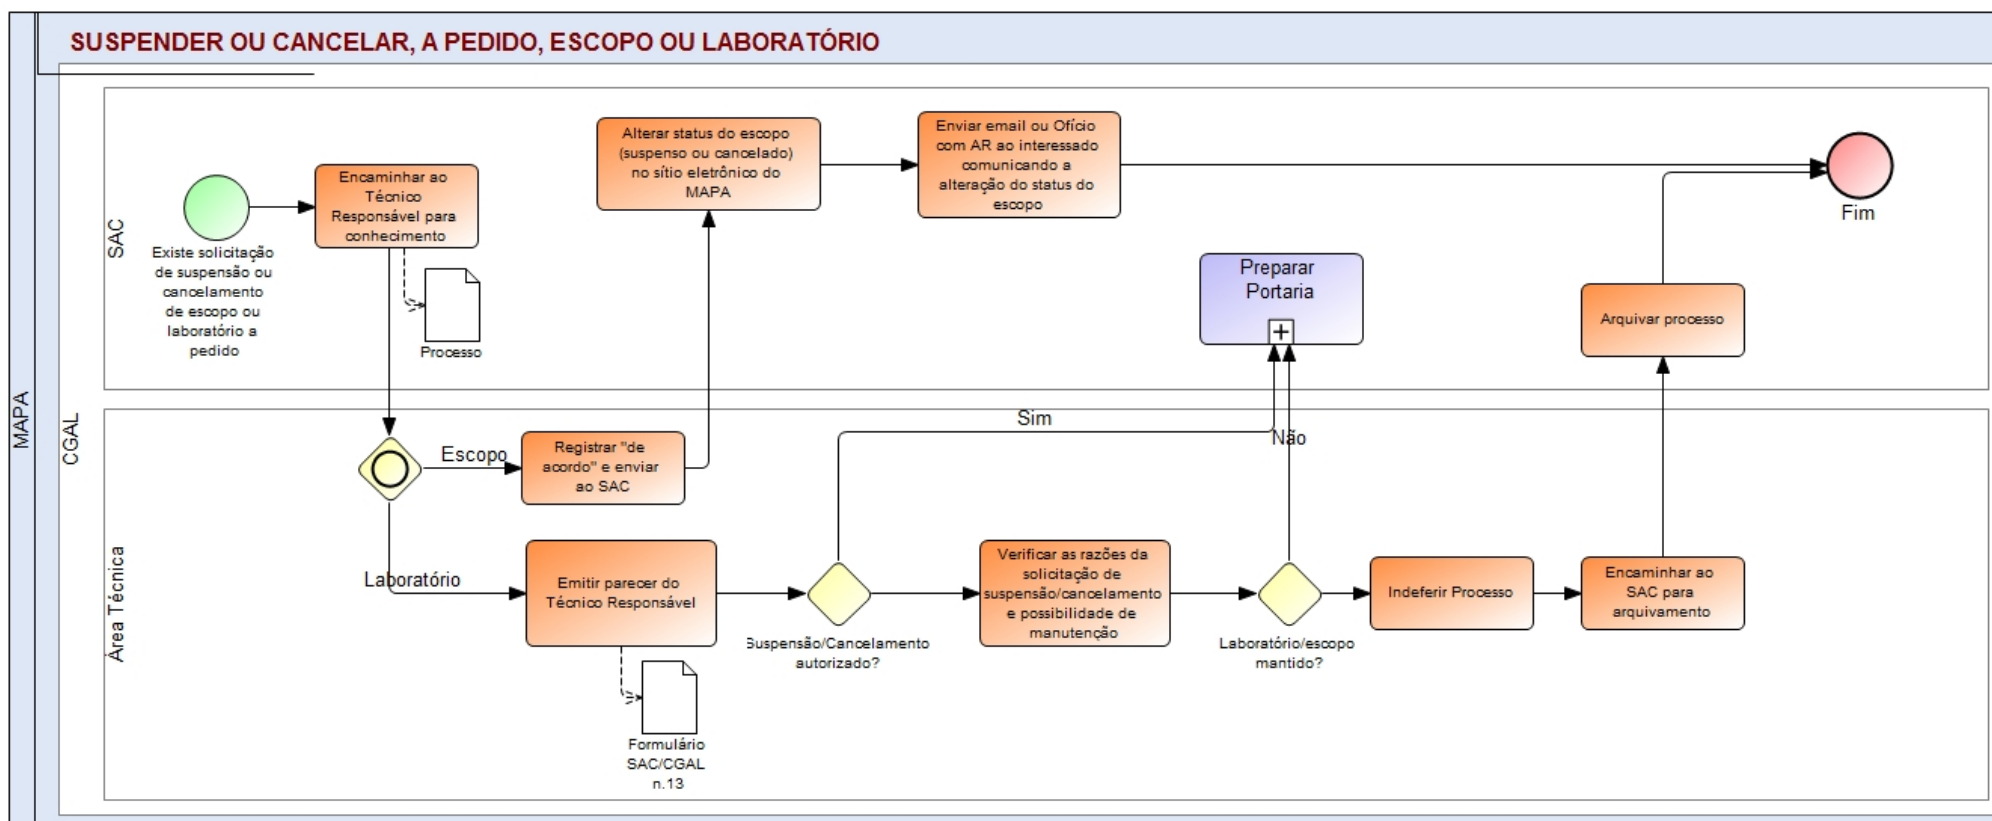 SUSPENDER OU CANCELAR, A PEDIDO, ESCOPO OU LABORATÓRIO
MAPA
CGAL
SAC
Existe solicitação
de suspensão ou
cancelamento
de escopo ou
laboratório a
pedido
Encaminhar ao
Técnico
Responsável para
conhecimento
Processo
Alterar status do escopo
(suspenso ou cancelado)
no sítio eletrônico do
MAPA
Enviar email ou Ofício
com AR ao interessado
comunicando a
alteração do status do
escopo
Preparar
Portaria
Arquivar processo
Fim
Área Técnica
Escopo
Registrar "de
acordo" e enviar
ao SAC
Laboratório
Emitir parecer do
Técnico Responsável
Formulário
SAC/CGAL
n.13
Suspensão/Cancelamento
autorizado?
Sim
Verificar as razões da
solicitação de
suspensão/cancelamento
e possibilidade de
manutenção
Não
Laboratório/escopo
mantido?
Indeferir Processo
Encaminhar ao
SAC para
arquivamento